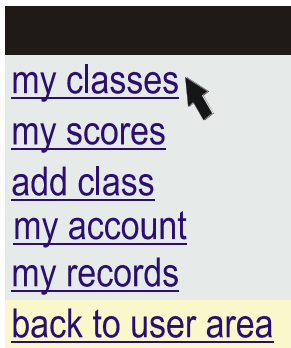 my classes
my scores
add class
my account
my records
back to user area